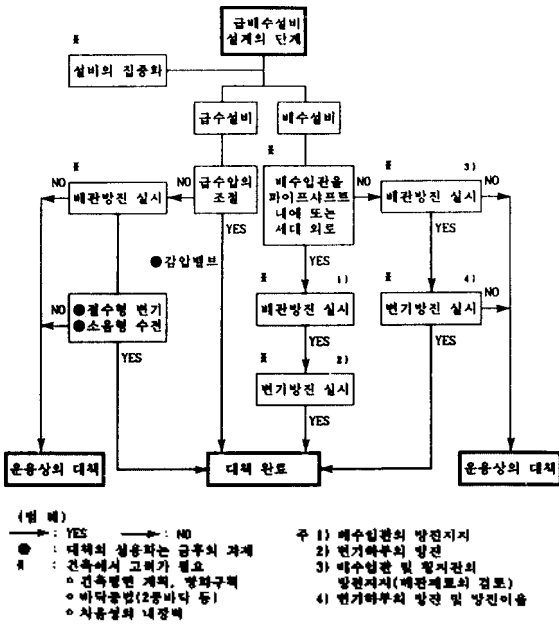 급배수설비
설계의 단계
※
설비의 집중화
급수설비
배수설비
※
NO
배관방진 실시
NO
급수압의
조절
※
배수입관을
파이프샤프트
내에 또는
세대 외로
NO
※ 3)
배관방진 실시
NO
YES
●감압밸브
YES
YES
※ 1)
배관방진 실시
※ 4)
변기방진 실시
NO
NO
●절수형 변기
●소음형 수전
YES
YES
※ 2)
변기방진 실시
YES
YES
운용상의 대책
대책 완료
운용상의 대책
(범 례)
: YES : NO
● : 대책의 실용화는 금후의 과제
※ : 건축에서 고려가 필요
○ 건축평면 계획,
○ 바닥공법(2중바닥 등)
○ 차음성의 내장벽
주 1) 배수입관의 방진지지
2) 변기하부의 방진
3) 배수입관 및 횡지관의
방진지지(배관재료의 검토)
4) 변기하부의 방진 및 방진이음